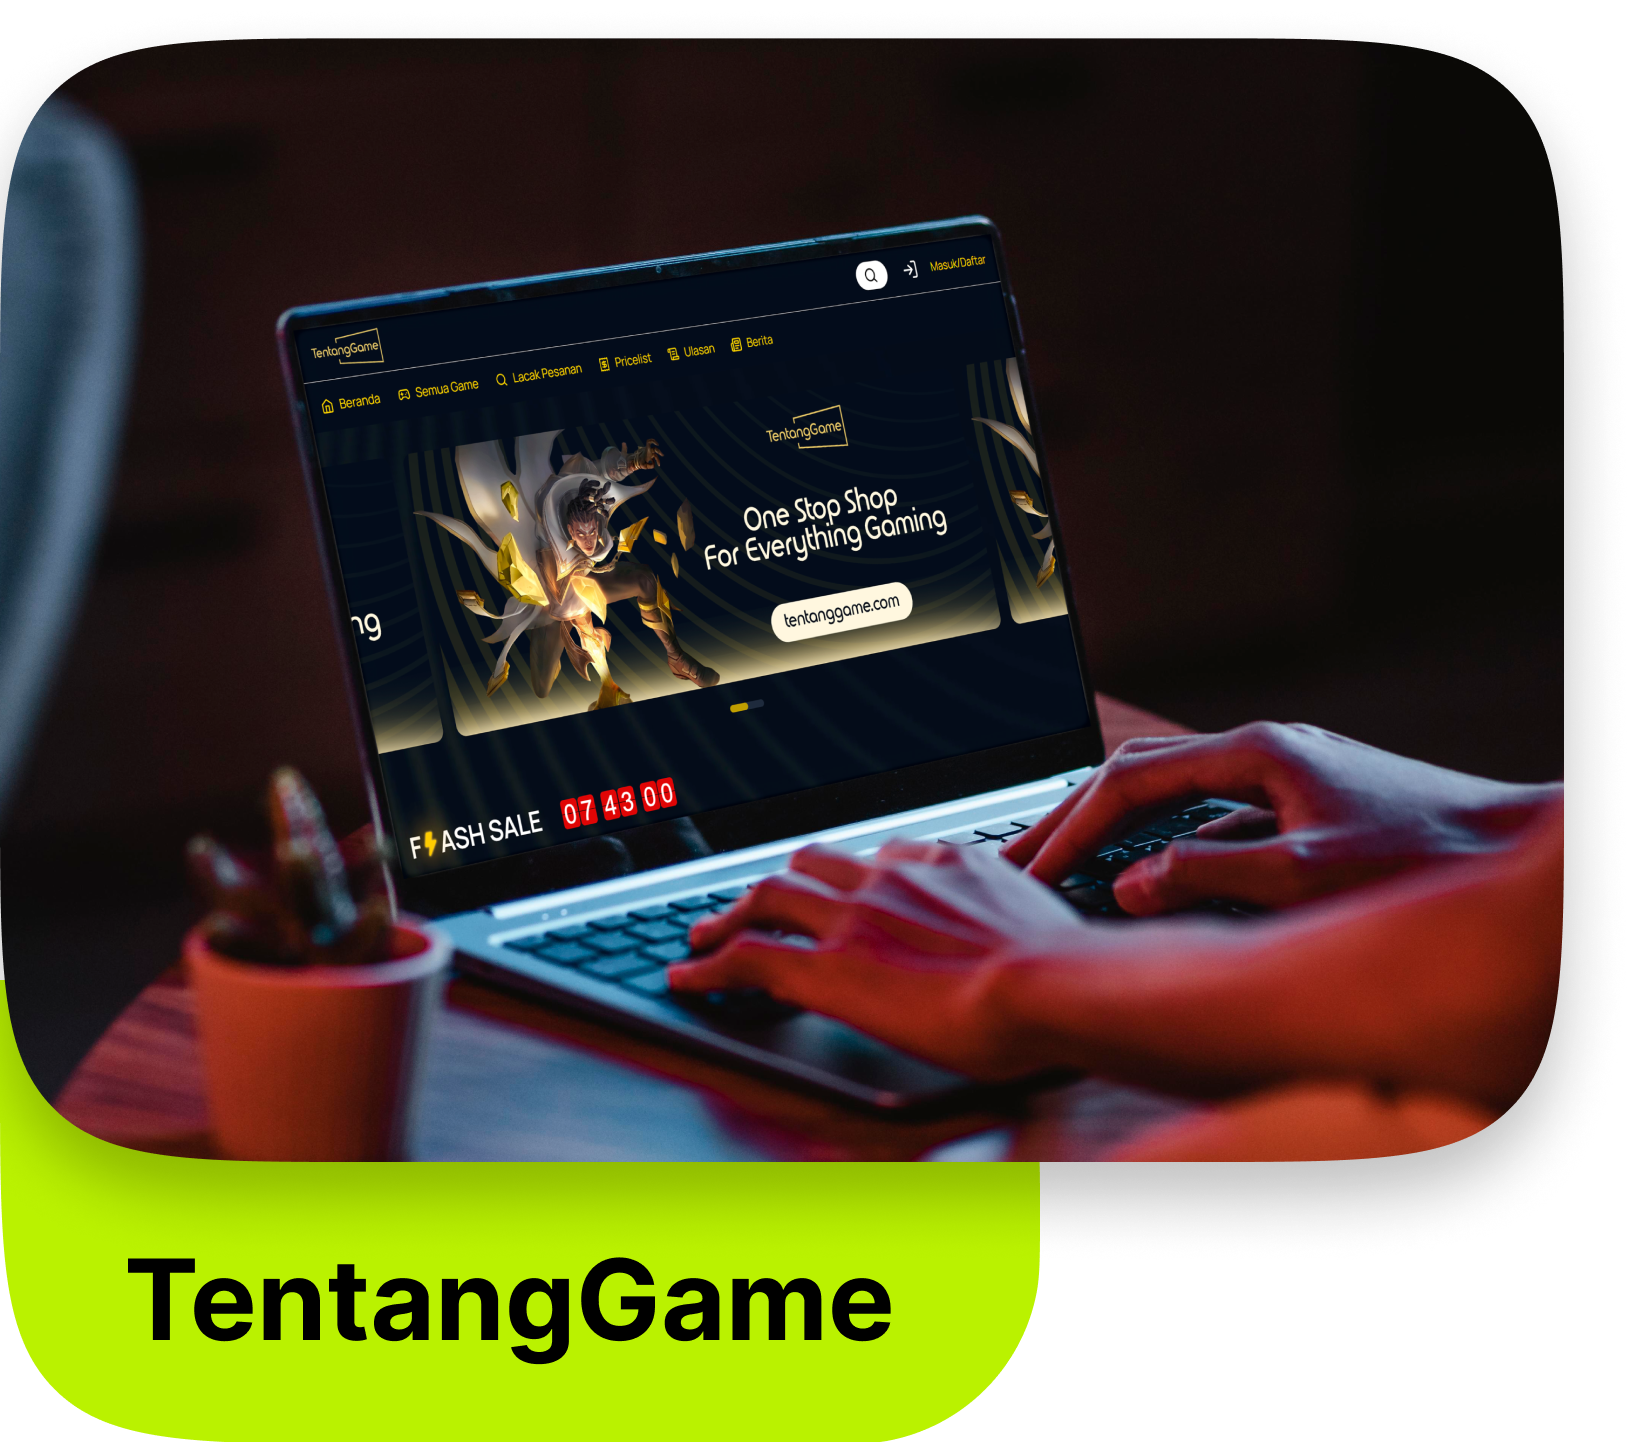 Masuk/Daftar
TentangGame
Beranda Semua Game Lacak Pesanan Pricelist Ulasan Berita
TentangGame
One Stop Shop
For Everything Gaming
ng
tentanggame.com
F⚡ASH SALE 07 43 00
TentangGame